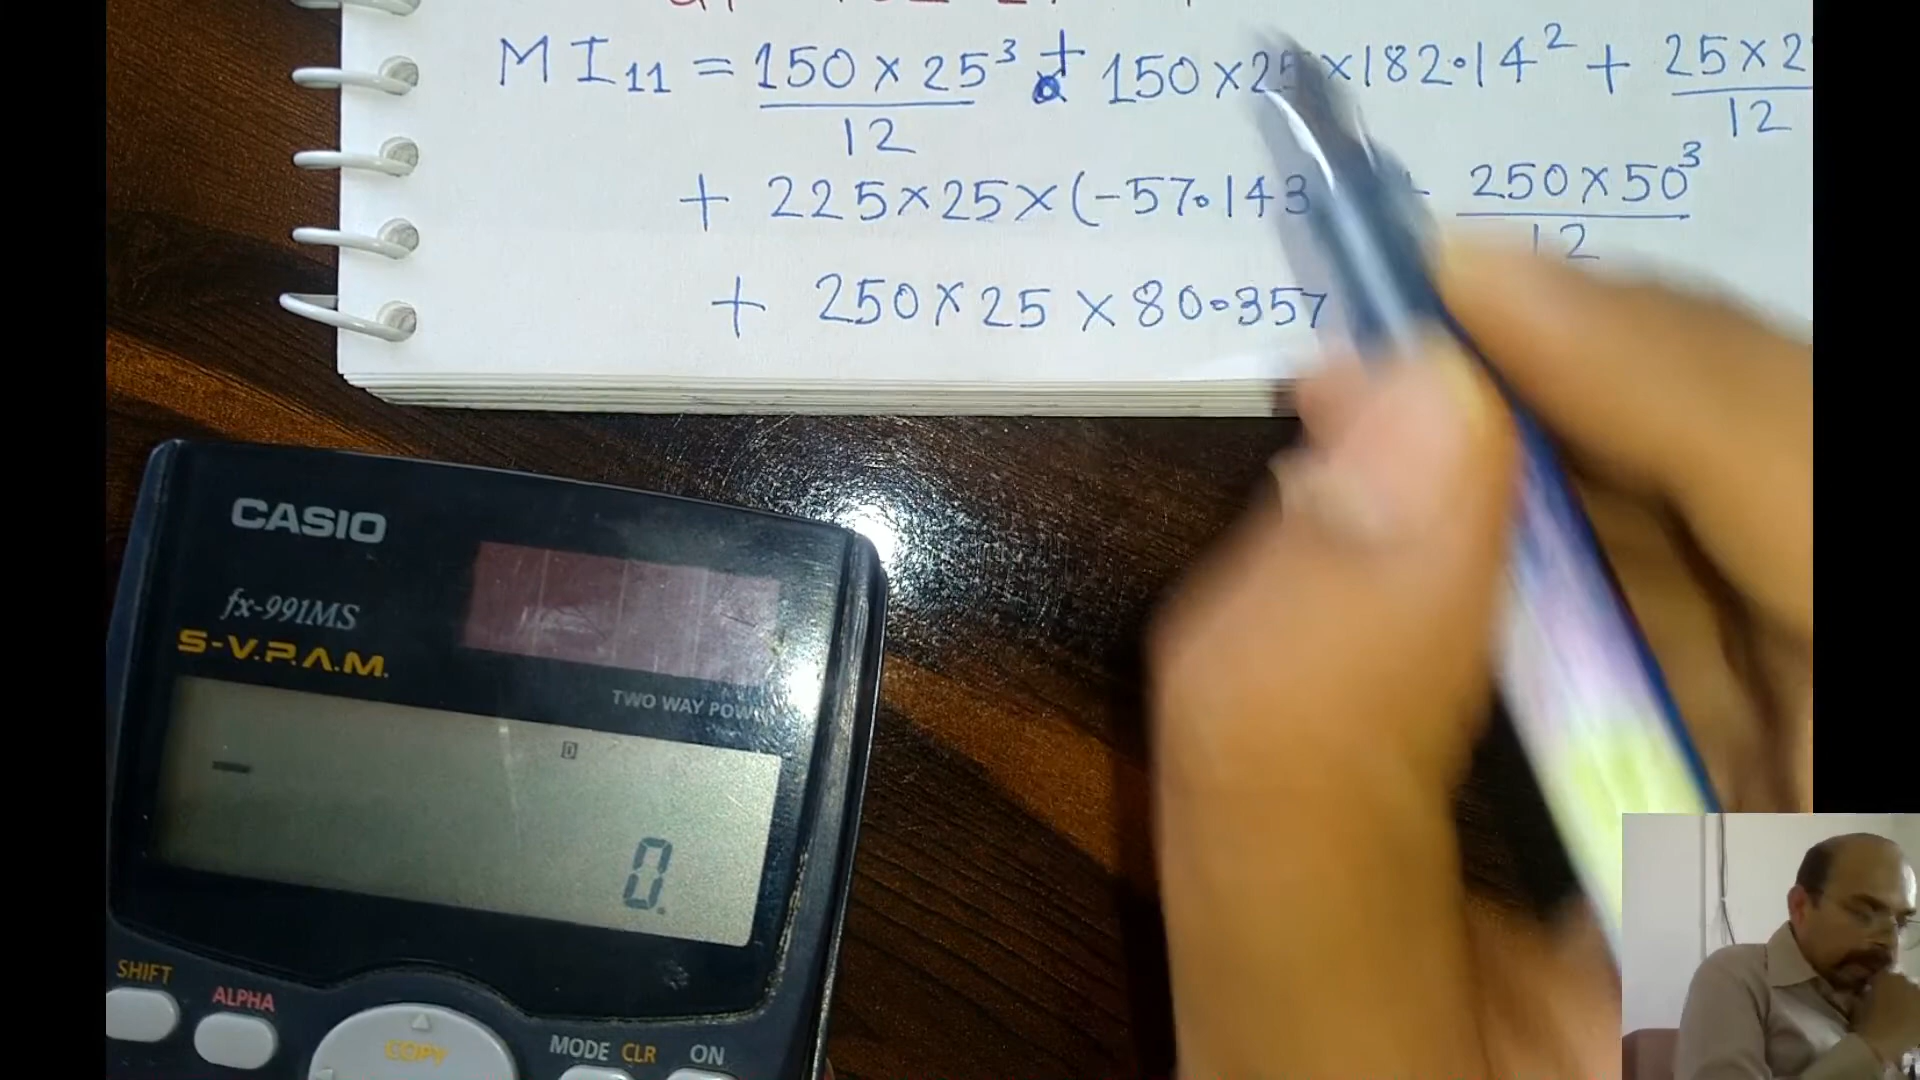 MI₁₁ = 150 × 25³ / 12 + 150 × 25 × 182.14² + 25 × 2 / 12
+ 225 × 25 × (-57.143 250 × 50³ / 12
+ 250 × 25 × 80.357
CASIO
fx-991MS
S-V.P.A.M.
TWO WAY POW
D
0.
SHIFT
ALPHA
COPY
MODE CLR ON